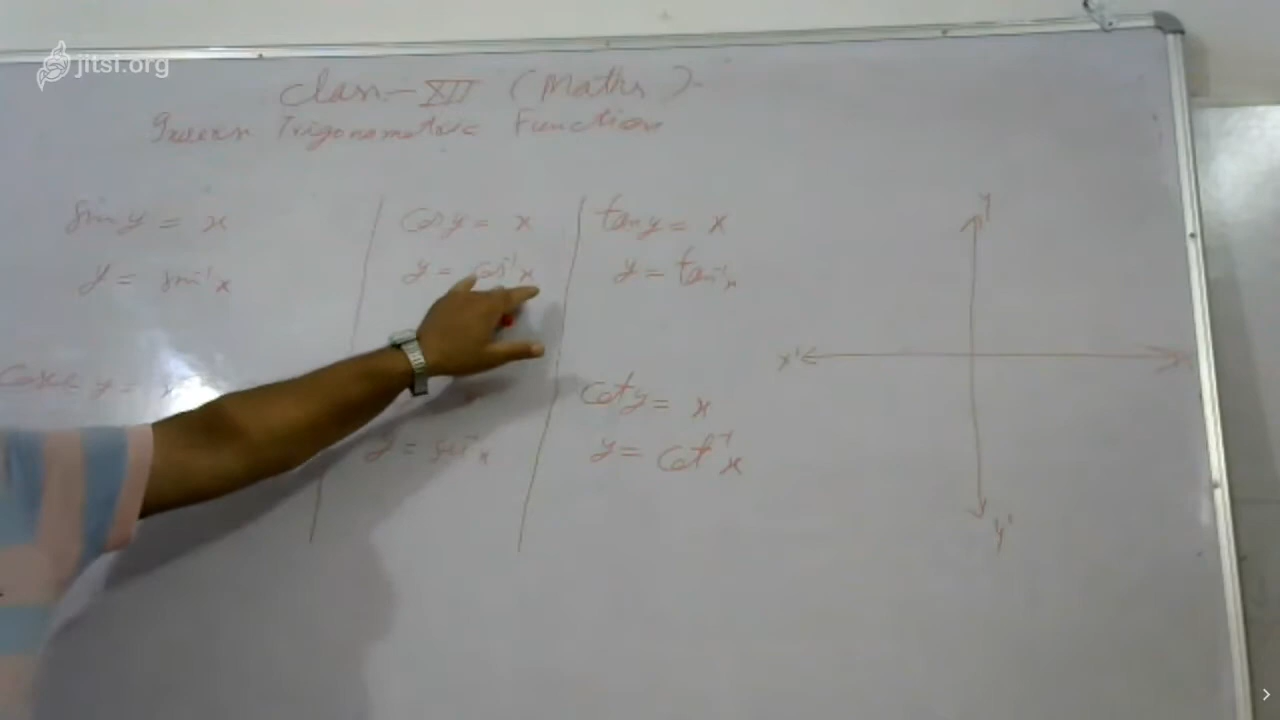 jitsi.org
Class - XII (Maths)
Inverse Trigonometric Function
sin y = x
y = sin⁻¹x
cos y = x
y = cos⁻¹x
tan y = x
y = tan⁻¹x
cosec y = x
x
y = sec⁻¹x
cot y = x
y = cot⁻¹x
y
x'
y'